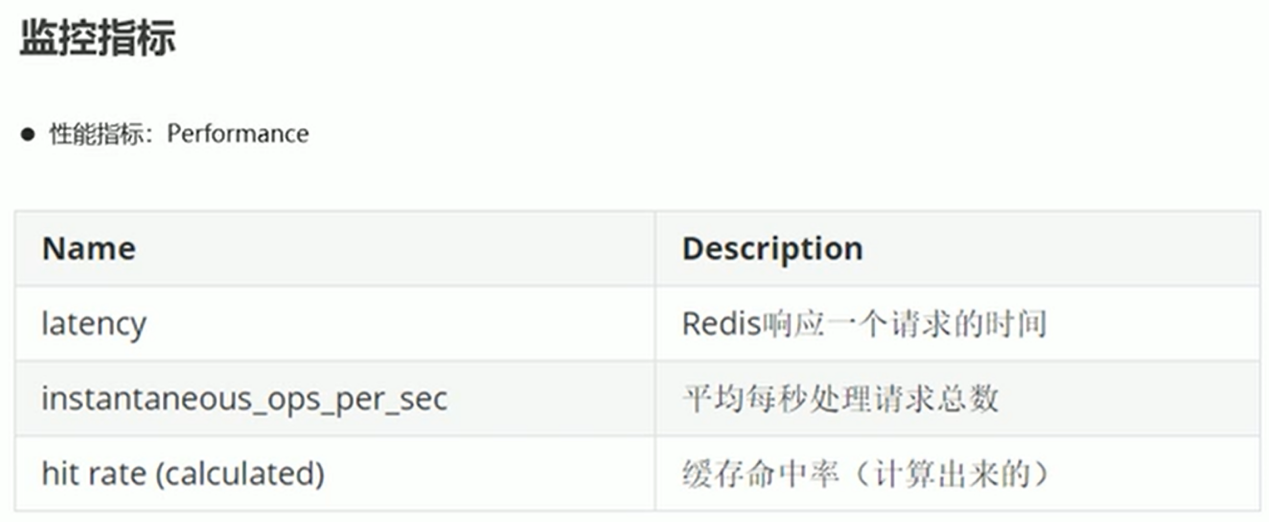 监控指标
● 性能指标：Performance
Name Description
latency Redis响应一个请求的时间
instantaneous_ops_per_sec 平均每秒处理请求总数
hit rate (calculated) 缓存命中率（计算出来的）